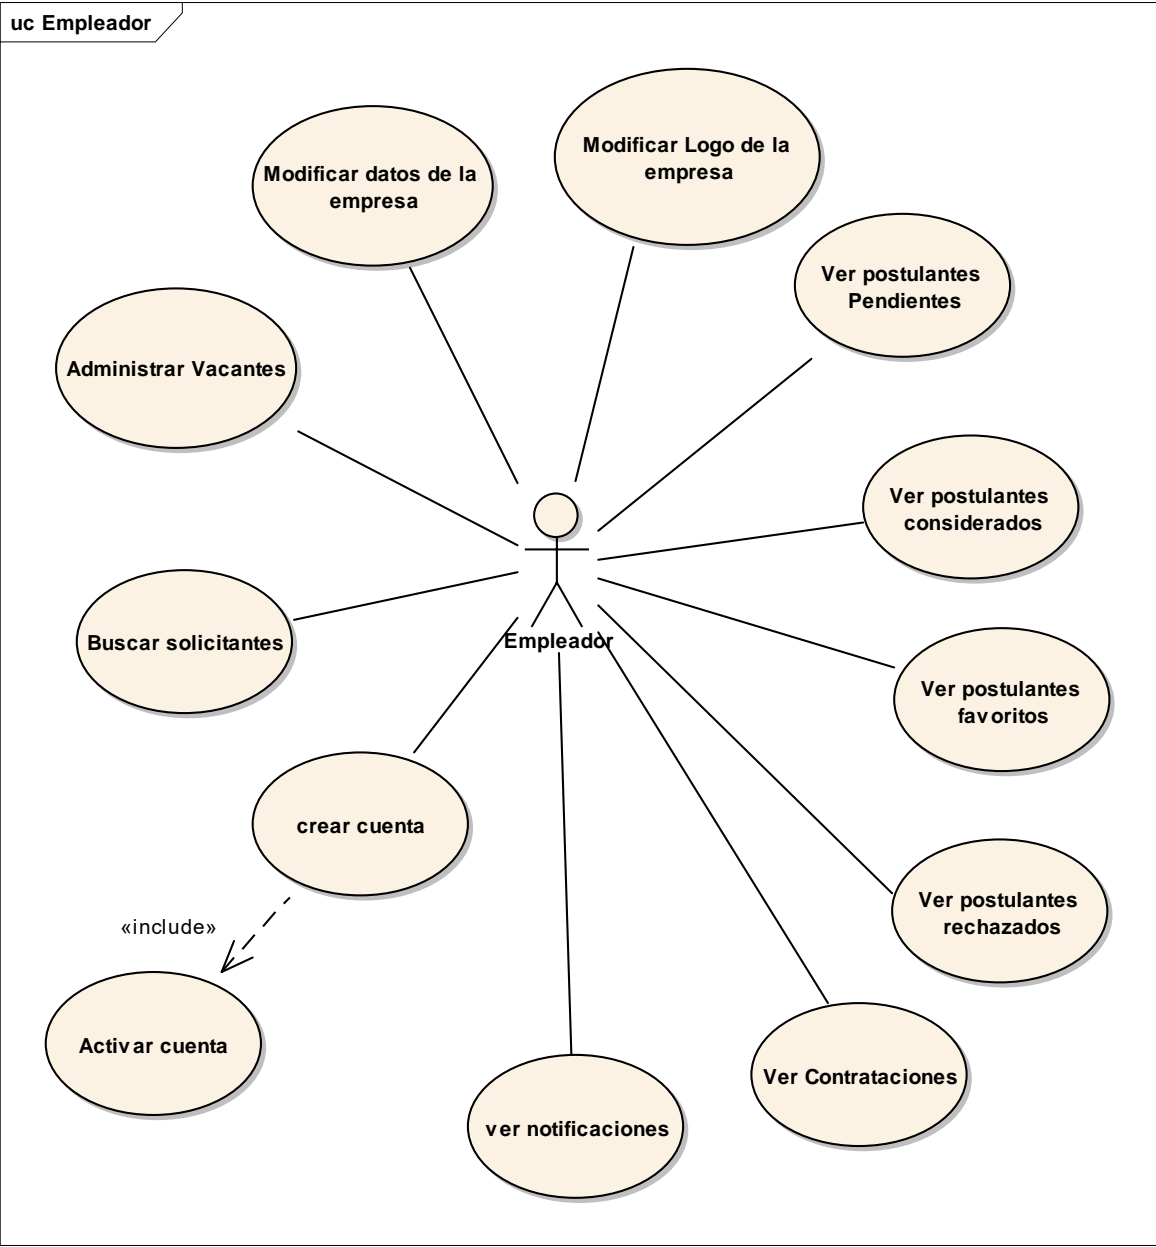 uc Empleador
Modificar Logo de la
empresa
Modificar datos de la
empresa
Ver postulantes
Pendientes
Administrar Vacantes
Ver postulantes
considerados
Empleador
Buscar solicitantes
Ver postulantes
favoritos
crear cuenta
Ver postulantes
rechazados
«include»
Activar cuenta
Ver Contrataciones
ver notificaciones